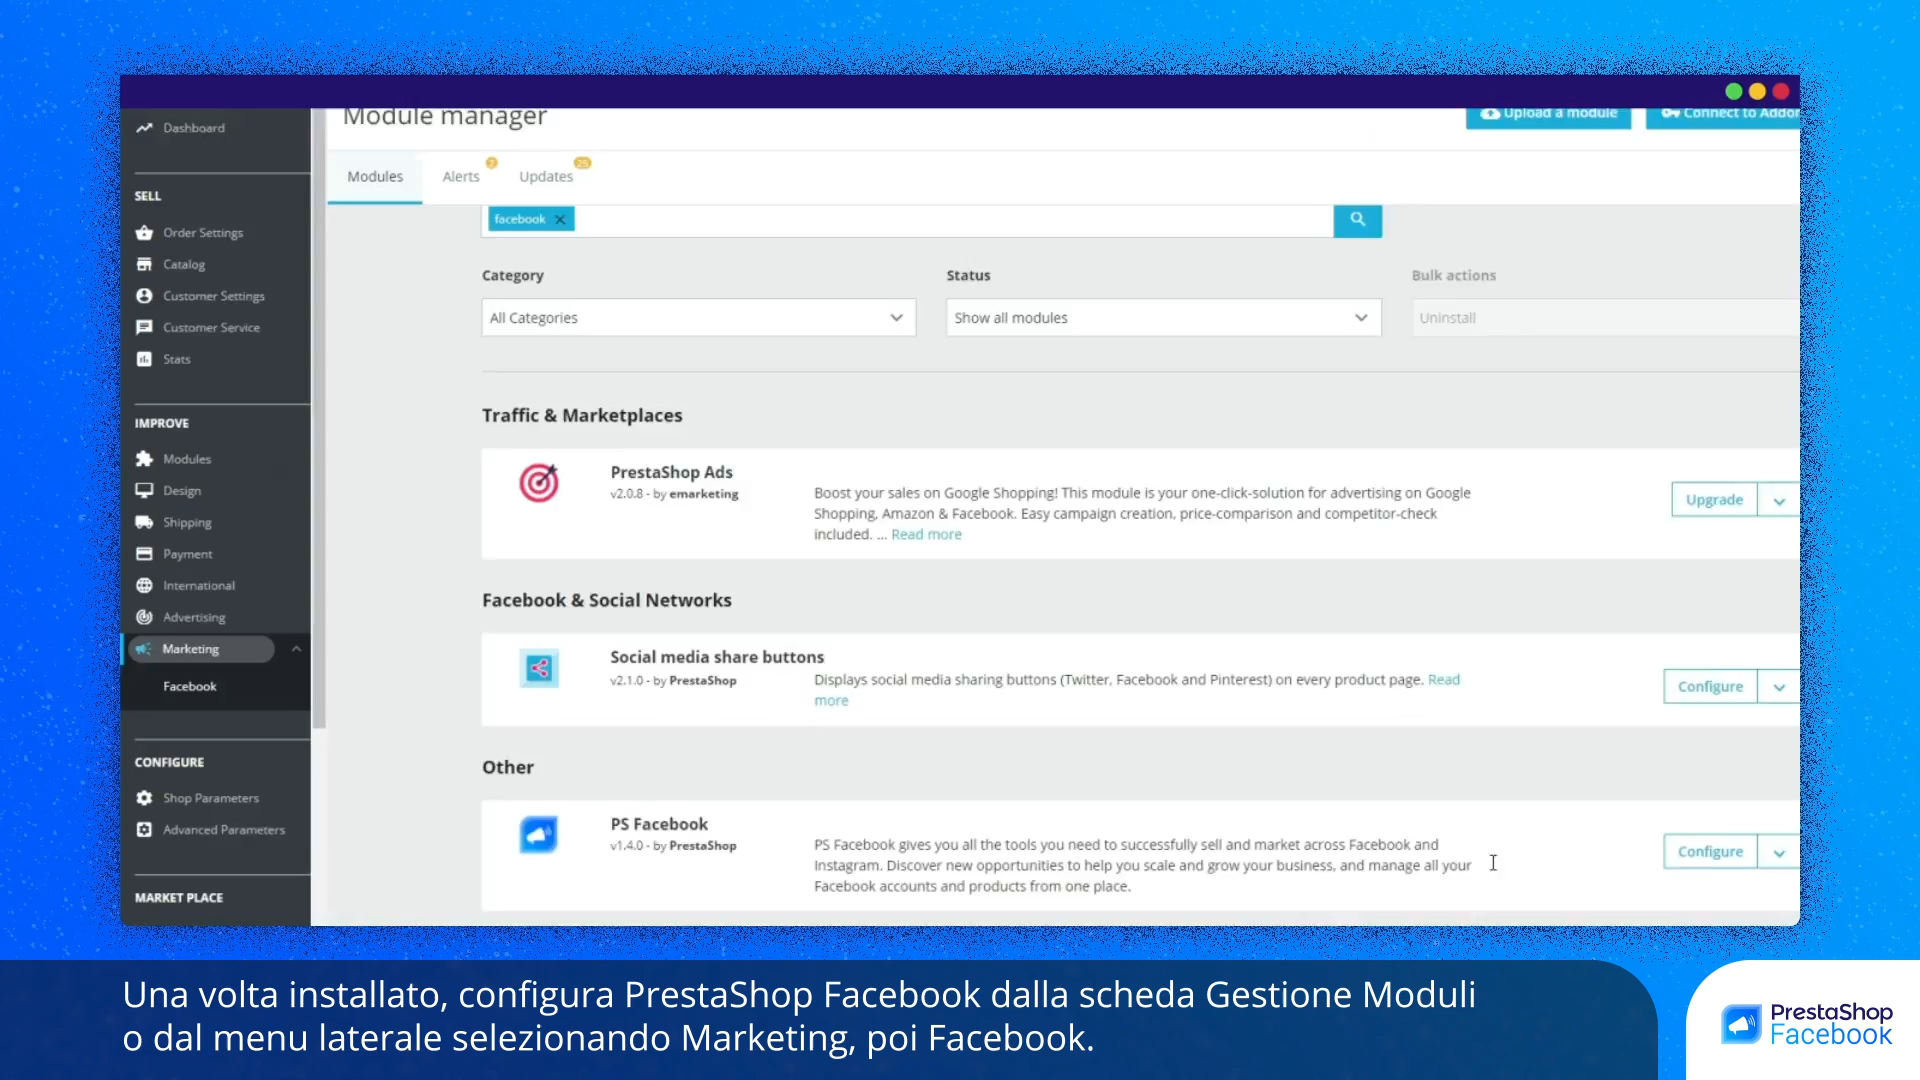 Module manager
Upload a module
Connect to Addon
Dashboard
Modules
Alerts
7
Updates
25
SELL
Order Settings
Catalog
Customer Settings
Customer Service
Stats
facebook
Category
Status
Bulk actions
All Categories
Show all modules
Uninstall
IMPROVE
Modules
Design
Shipping
Payment
International
Advertising
Marketing
Facebook
CONFIGURE
Shop Parameters
Advanced Parameters
MARKET PLACE
Traffic & Marketplaces
PrestaShop Ads
v2.0.8 - by emarketing
Boost your sales on Google Shopping! This module is your one-click-solution for advertising on Google
Shopping, Amazon & Facebook. Easy campaign creation, price-comparison and competitor-check
included. ... Read more
Upgrade
Facebook & Social Networks
Social media share buttons
v2.1.0 - by PrestaShop
Displays social media sharing buttons (Twitter, Facebook and Pinterest) on every product page. Read
more
Configure
Other
PS Facebook
v1.4.0 - by PrestaShop
PS Facebook gives you all the tools you need to successfully sell and market across Facebook and
Instagram. Discover new opportunities to help you scale and grow your business, and manage all your
Facebook accounts and products from one place.
Configure
Una volta installato, configura PrestaShop Facebook dalla scheda Gestione Moduli
o dal menu laterale selezionando Marketing, poi Facebook.
PrestaShop
Facebook